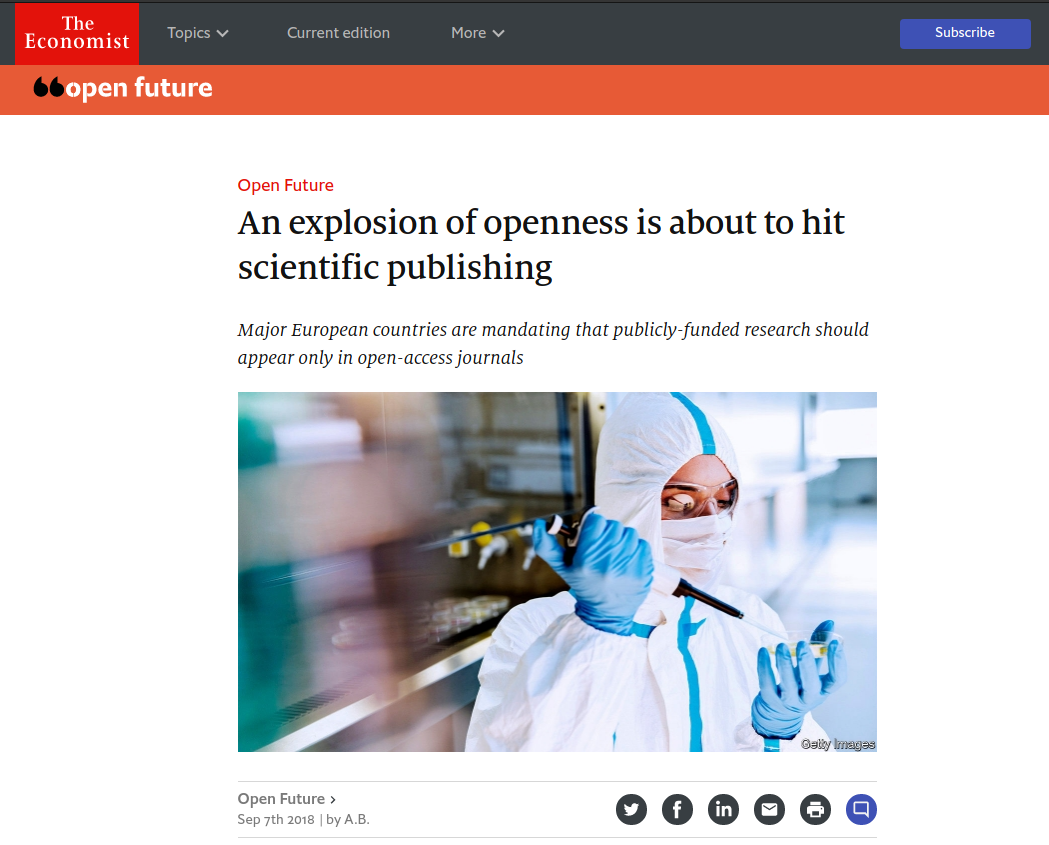 The
Economist
Topics
Current edition
More
Subscribe
open future
Open Future
An explosion of openness is about to hit
scientific publishing
Major European countries are mandating that publicly-funded research should
appear only in open-access journals
Getty Images
Open Future
Sep 7th 2018 | by A.B.